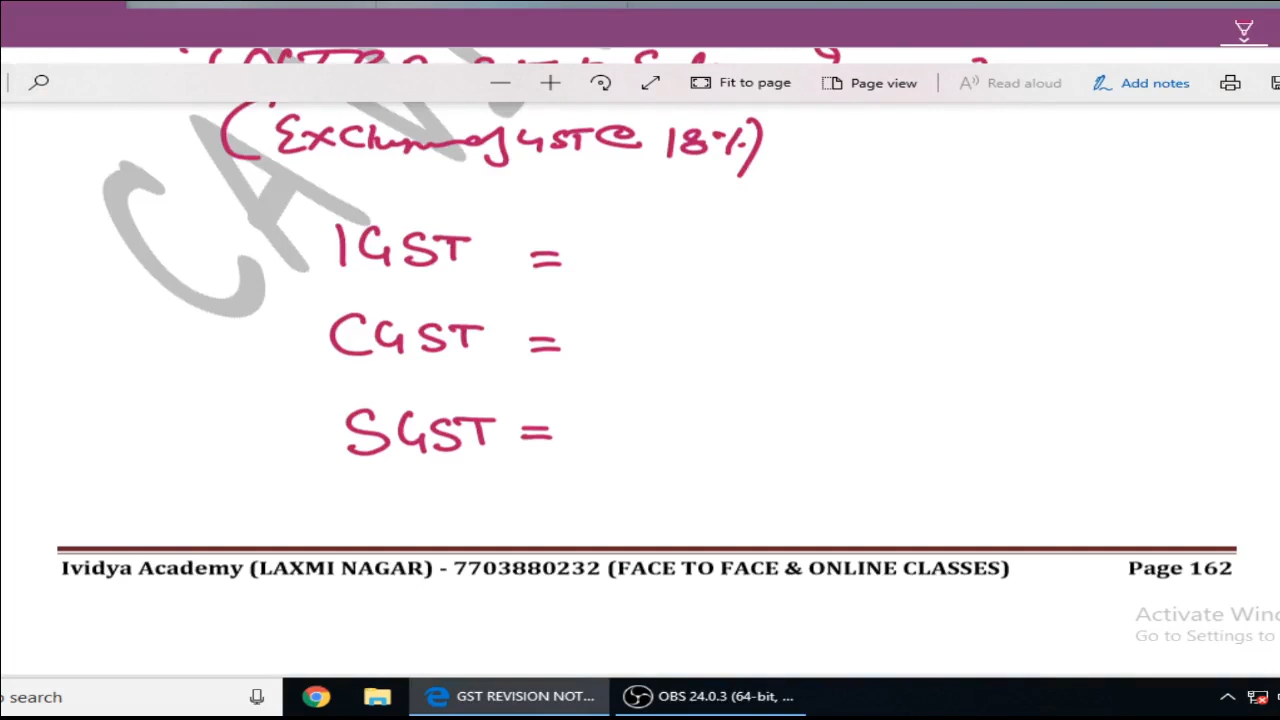 Fit to page Page view Read aloud Add notes
(Exclusive of GST @ 18%)
IGST =
CGST =
SGST =
Ividya Academy (LAXMI NAGAR) - 7703880232 (FACE TO FACE & ONLINE CLASSES) Page 162
Activate Win
Go to Settings to
search GST REVISION NOT... OBS 24.0.3 (64-bit, ...